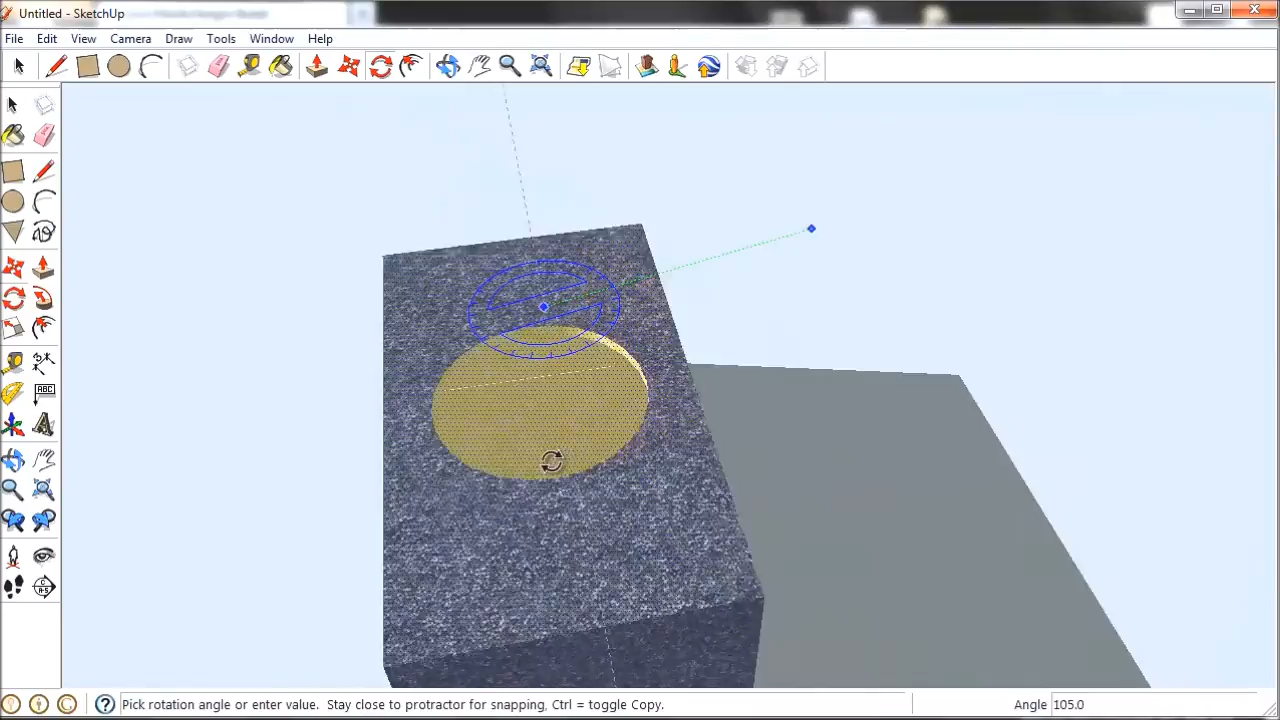 Untitled - SketchUp
File Edit View Camera Draw Tools Window Help
ABC
Pick rotation angle or enter value. Stay close to protractor for snapping, Ctrl = toggle Copy.
Angle 105.0